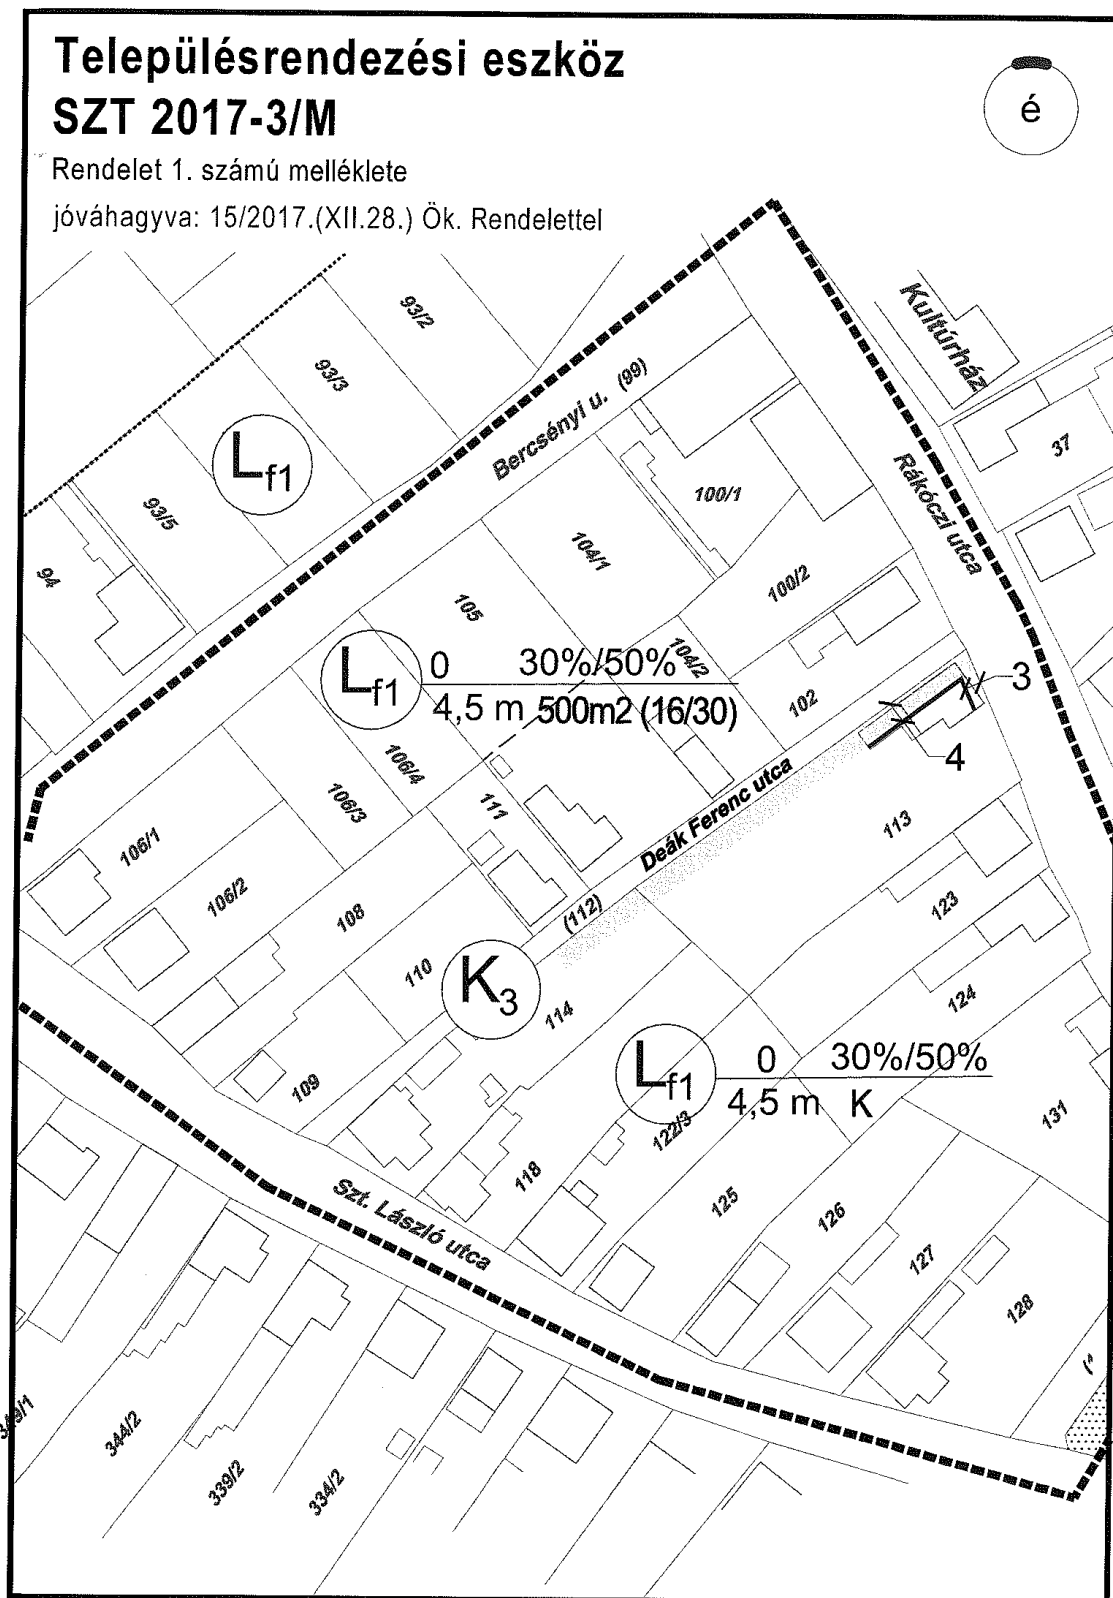 Településrendezési eszköz
SZT 2017-3/M
é
Rendelet 1. számú melléklete
jóváhagyva: 15/2017.(XII.28.) Ök. Rendelettel
93/2
Kultúrház
93/3
Bercsényi u. (99)
37
Lf1
93/5
100/1
Rákóczi utca
94
104/1
100/2
105
Lf1
0 30%/50%
4,5 m 500m2 (16/30)
104/2
102
3
4
106/4
106/3
111
Deák Ferenc utca
113
106/1
106/2
108
(112)
123
110
K3
114
124
109
Lf1
0 30%/50%
4,5 m K
122/3
131
118
125
126
Szt. László utca
127
128
349/1
344/2
339/2
334/2